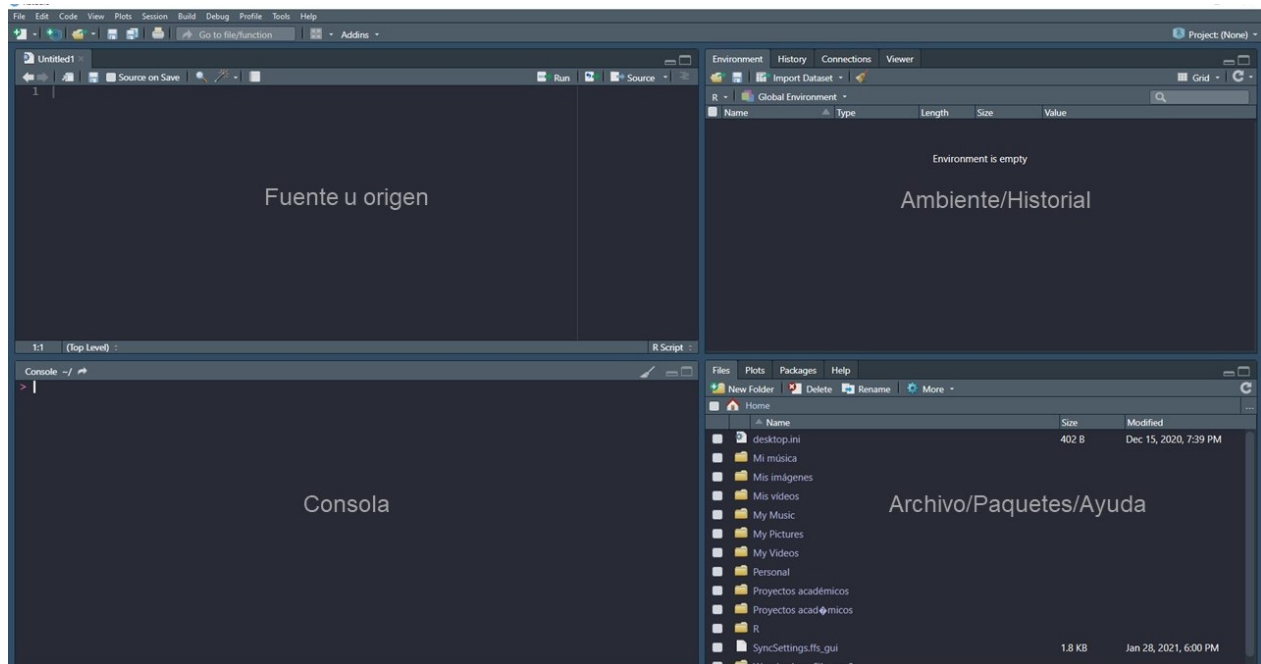 File Edit Code View Plots Session Build Debug Profile Tools Help
Go to file/function Addins Project: (None)
Untitled1
Source on Save Run Source
1
Fuente u origen
1:1 (Top Level) R Script
Console ~/
>
Consola
Environment History Connections Viewer
Import Dataset Grid
R Global Environment
Name Type Length Size Value
Environment is empty
Ambiente/Historial
Files Plots Packages Help
New Folder Delete Rename More
Home ...
Name Size Modified
desktop.ini 402 B Dec 15, 2020, 7:39 PM
Mi música
Mis imágenes
Mis vídeos
My Music
Archivo/Paquetes/Ayuda
My Pictures
My Videos
Personal
Proyectos académicos
Proyectos acad�micos
R
SyncSettings.ffs_gui 1.8 KB Jan 28, 2021, 6:00 PM